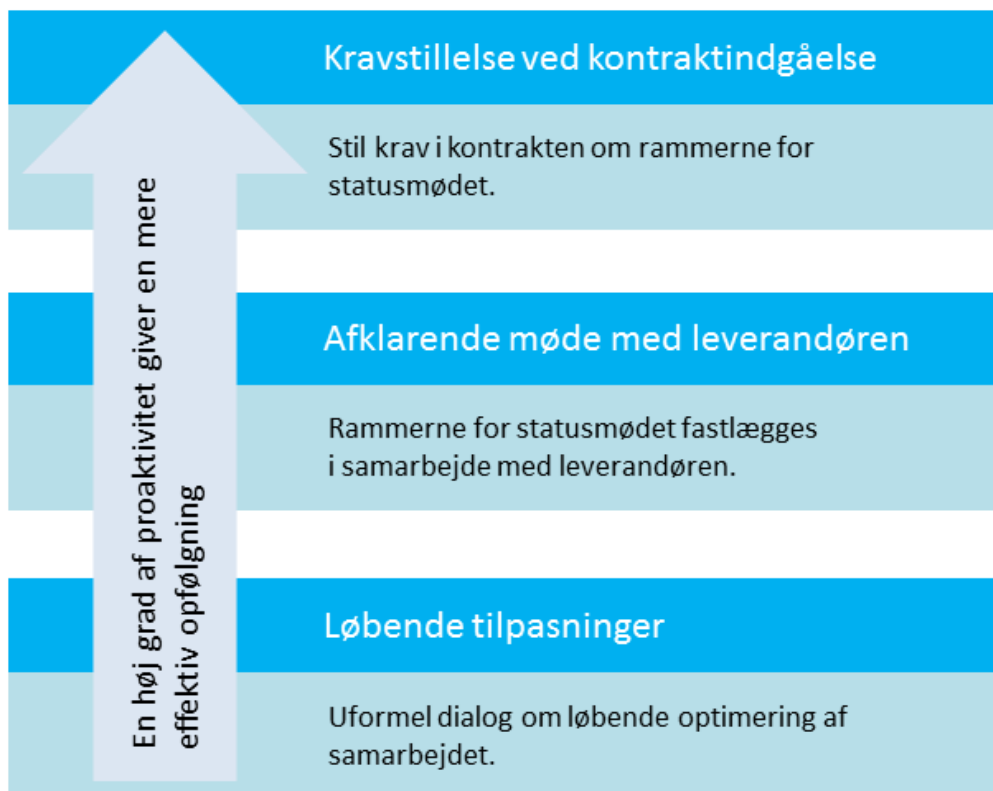 Kravstillelse ved kontraktindgåelse
Stil krav i kontrakten om rammerne for
statusmødet.
Afklarende møde med leverandøren
Rammerne for statusmødet fastlægges
i samarbejde med leverandøren.
Løbende tilpasninger
Uformel dialog om løbende optimering af
samarbejdet.
En høj grad af proaktivitet giver en mere
effektiv opfølgning